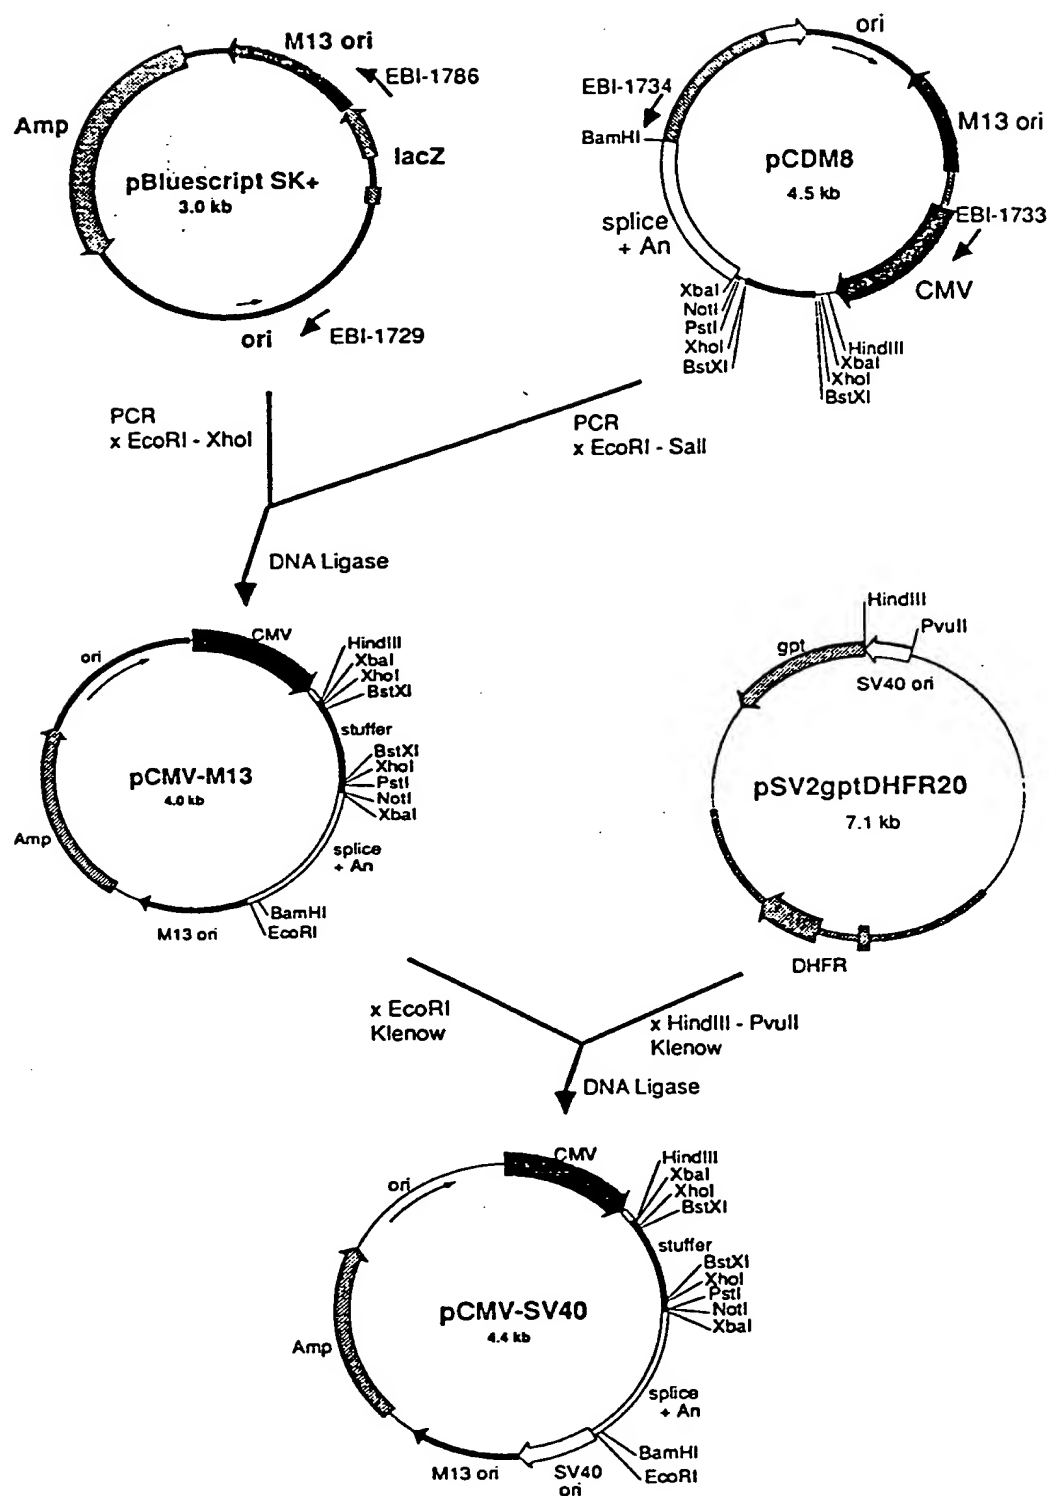 M13 ori
EBI-1786
Amp
lacZ
pBluescript SK+
3.0 kb
ori
EBI-1729
ori
EBI-1734
BamHI
M13 ori
pCDM8
4.5 kb
EBI-1733
splice
+ An
CMV
XbaI
NotI
PstI
XhoI
BstXI
HindIII
XbaI
XhoI
BstXI
PCR
x EcoRI - XhoI
PCR
x EcoRI - SalI
DNA Ligase
CMV
ori
HindIII
XbaI
XhoI
BstXI
stuffer
BstXI
XhoI
PstI
NotI
XbaI
pCMV-M13
4.0 kb
Amp
splice
+ An
BamHI
EcoRI
M13 ori
HindIII
PvuII
gpt
SV40 ori
pSV2gptDHFR20
7.1 kb
DHFR
x EcoRI
Klenow
x HindIII - PvuII
Klenow
DNA Ligase
CMV
ori
HindIII
XbaI
XhoI
BstXI
stuffer
BstXI
XhoI
PstI
NotI
XbaI
pCMV-SV40
4.4 kb
Amp
splice
+ An
BamHI
EcoRI
M13 ori
SV40
ori